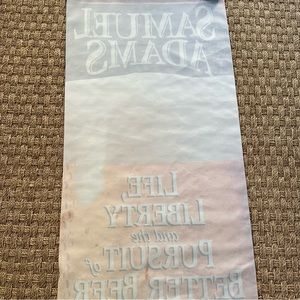 SAMUEL
ADAMS
LIFE,
LIBERTY
and the
PURSUIT of
BETTER BEER